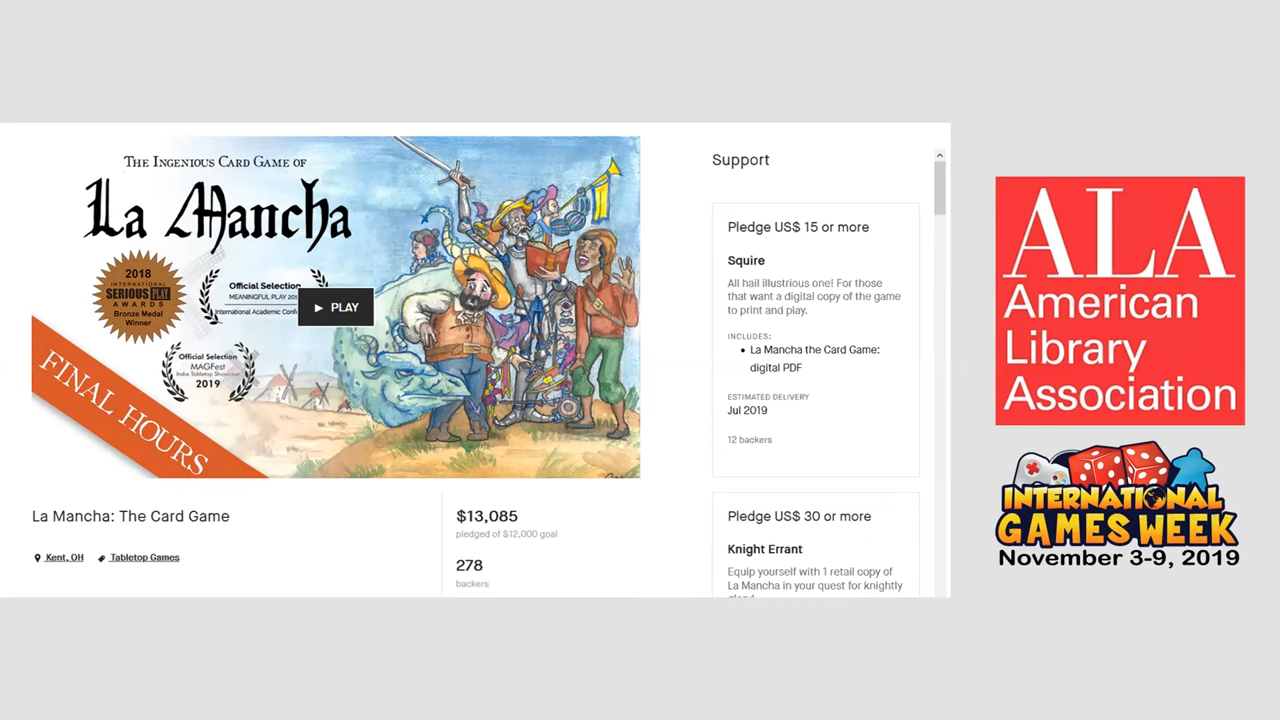 THE INGENIOUS CARD GAME OF
La Mancha
2018
INTERNATIONAL
SERIOUS PLAY
AWARDS
Bronze Medal
Winner
Official Selection
MEANINGFUL PLAY
International Academic
Official Selection
MAGFest
Indie Tabletop Showcase
2019
PLAY
FINAL HOURS
La Mancha: The Card Game
Kent, OH
Tabletop Games
$13,085
pledged of $12,000 goal
278
backers
Support
Pledge US$ 15 or more
Squire
All hail illustrious one! For those
that want a digital copy of the game
to print and play.
INCLUDES:
La Mancha the Card Game:
digital PDF
ESTIMATED DELIVERY
Jul 2019
12 backers
Pledge US$ 30 or more
Knight Errant
Equip yourself with 1 retail copy of
La Mancha in your quest for knightly
ALA
American
Library
Association
INTERNATIONAL
GAMES WEEK
November 3-9, 2019